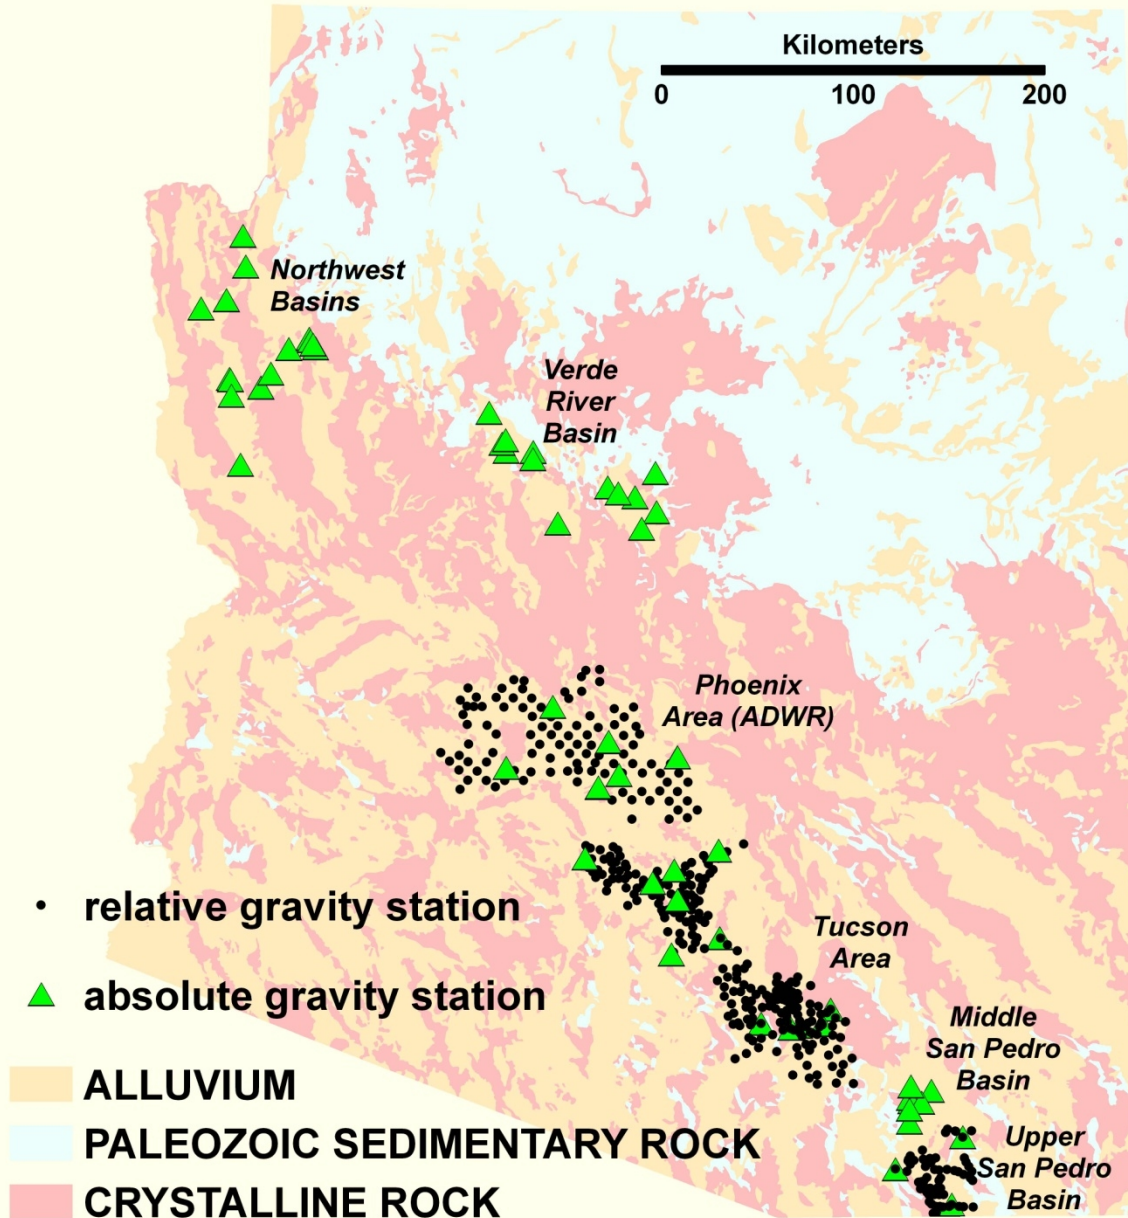 Kilometers
0 100 200
Northwest
Basins
Verde
River
Basin
Phoenix
Area (ADWR)
relative gravity station
Tucson
Area
absolute gravity station
Middle
San Pedro
Basin
ALLUVIUM
PALEOZOIC SEDIMENTARY ROCK
Upper
San Pedro
Basin
CRYSTALLINE ROCK